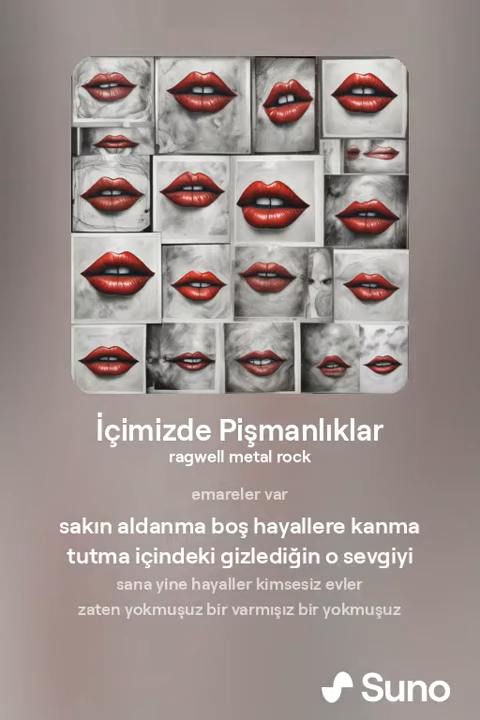 İçimizde Pişmanlıklar
ragwell metal rock
emareler var
sakın aldanma boş hayallere kanma
tutma içindeki gizlediğin o sevgiyi
sana yine hayaller kimsesiz evler
zaten yokmuşuz bir varmışız bir yokmuşuz
Suno